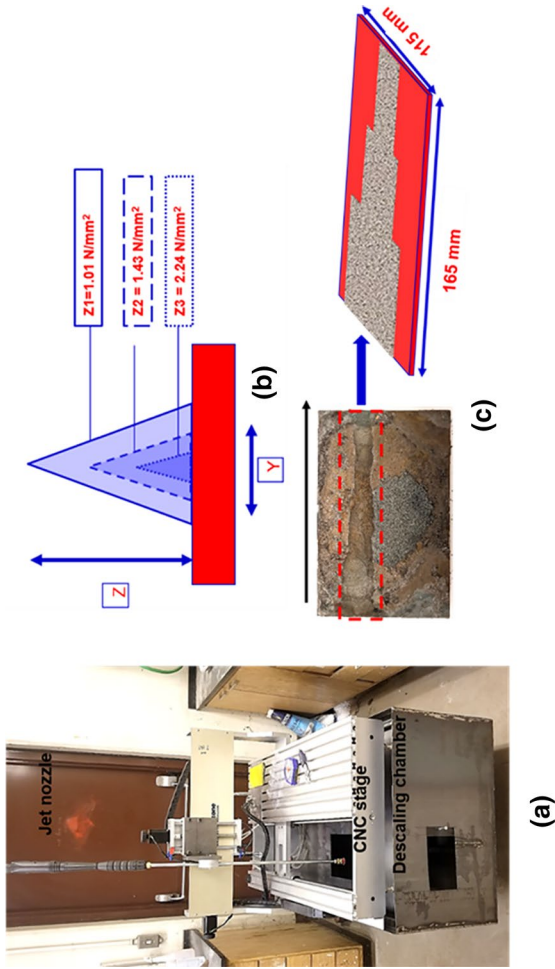 Jet nozzle
CNC stage
Descaling chamber
(a)
Z1=1.01 N/mm²
Z2 = 1.43 N/mm²
Z3 = 2.24 N/mm²
Z
Y
(b)
115 mm
165 mm
(c)